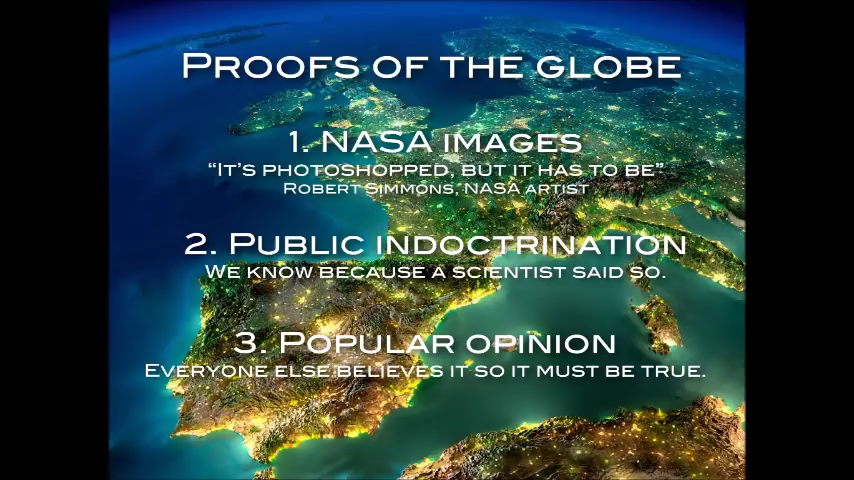 PROOFS OF THE GLOBE
1. NASA IMAGES
“IT'S PHOTOSHOPPED, BUT IT HAS TO BE”
ROBERT SIMMONS, NASA ARTIST
2. PUBLIC INDOCTRINATION
WE KNOW BECAUSE A SCIENTIST SAID SO.
3. POPULAR OPINION
EVERYONE ELSE BELIEVES IT SO IT MUST BE TRUE.